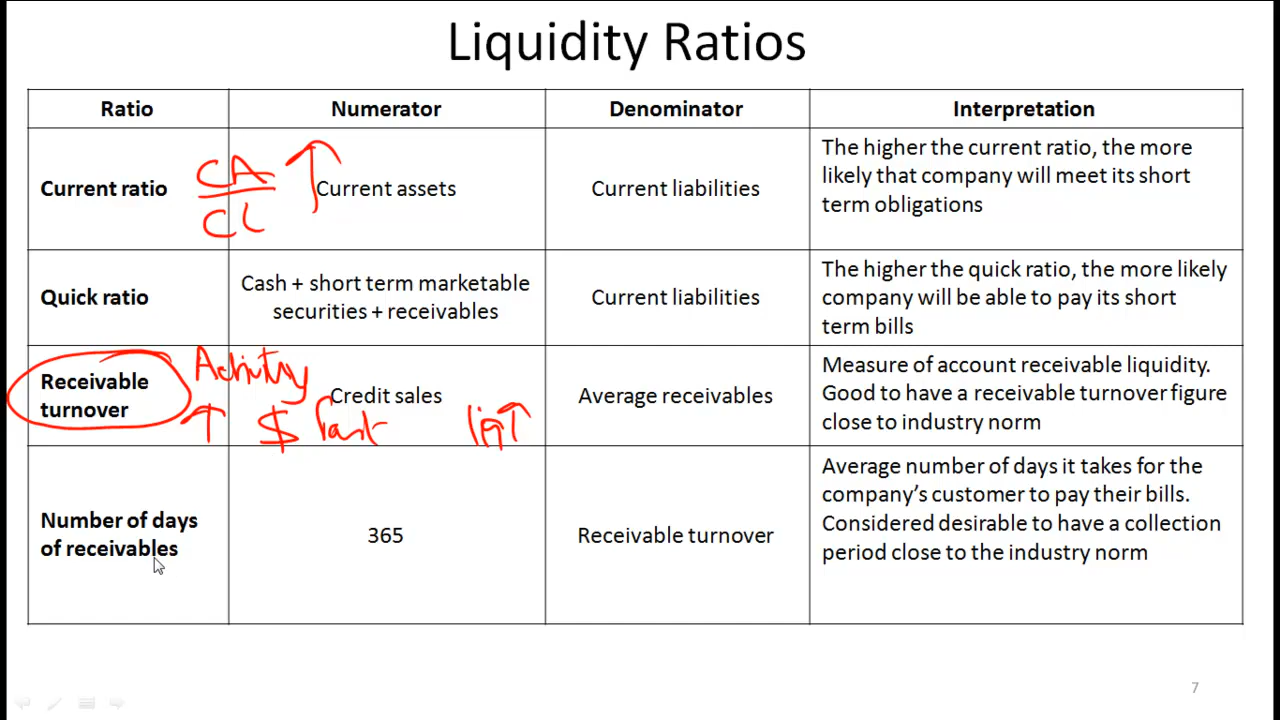 Liquidity Ratios
Ratio Numerator Denominator Interpretation
Current ratio
CA
CL
Current assets
Current liabilities
The higher the current ratio, the more
likely that company will meet its short
term obligations
Quick ratio
Cash + short term marketable
securities + receivables
Current liabilities
The higher the quick ratio, the more likely
company will be able to pay its short
term bills
Receivable
turnover
Activity
Credit sales
↑ $ fast liq↑
Average receivables
Measure of account receivable liquidity.
Good to have a receivable turnover figure
close to industry norm
Number of days
of receivables
365
Receivable turnover
Average number of days it takes for the
company's customer to pay their bills.
Considered desirable to have a collection
period close to the industry norm
7